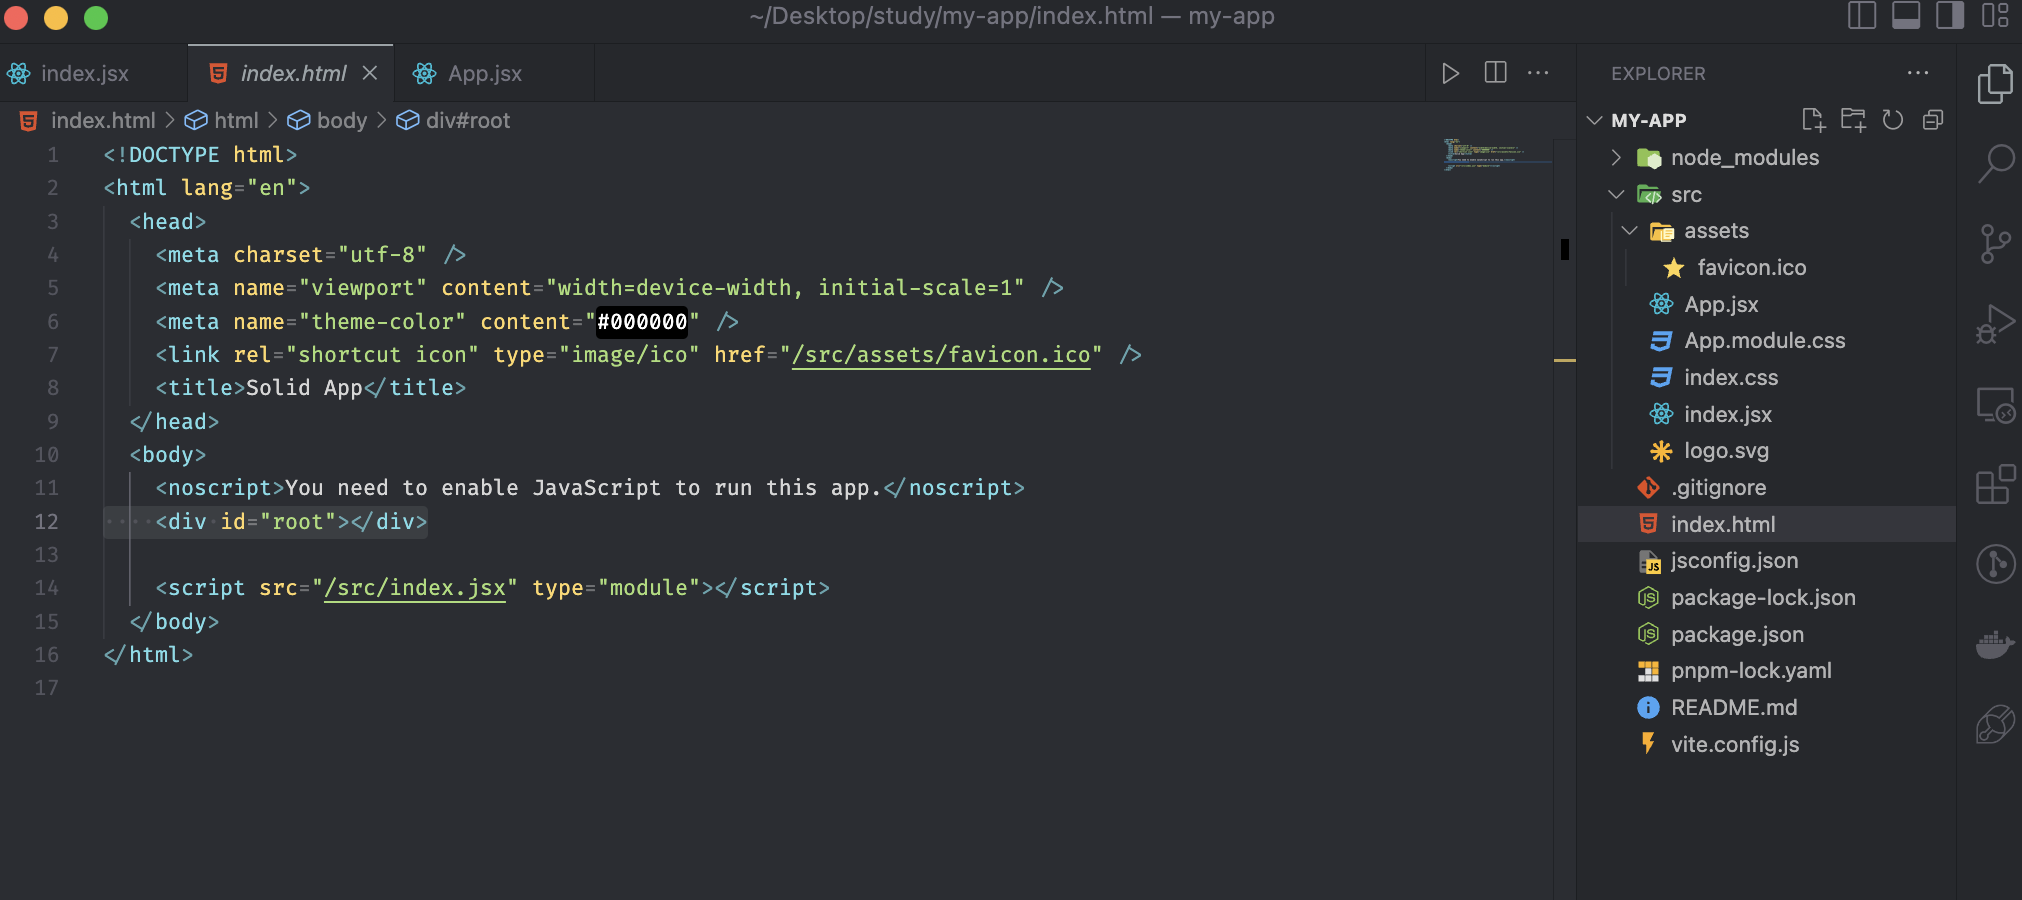 ~/Desktop/study/my-app/index.html — my-app
index.jsx
index.html
App.jsx
index.html > html > body > div#root
1 <!DOCTYPE html>
2 <html lang="en">
3 <head>
4 <meta charset="utf-8" />
5 <meta name="viewport" content="width=device-width, initial-scale=1" />
6 <meta name="theme-color" content="#000000" />
7 <link rel="shortcut icon" type="image/ico" href="/src/assets/favicon.ico" />
8 <title>Solid App</title>
9 </head>
10 <body>
11 <noscript>You need to enable JavaScript to run this app.</noscript>
12 <div id="root"></div>
13
14 <script src="/src/index.jsx" type="module"></script>
15 </body>
16 </html>
17
EXPLORER
MY-APP
node_modules
src
assets
favicon.ico
App.jsx
App.module.css
index.css
index.jsx
logo.svg
.gitignore
index.html
jsconfig.json
package-lock.json
package.json
pnpm-lock.yaml
README.md
vite.config.js